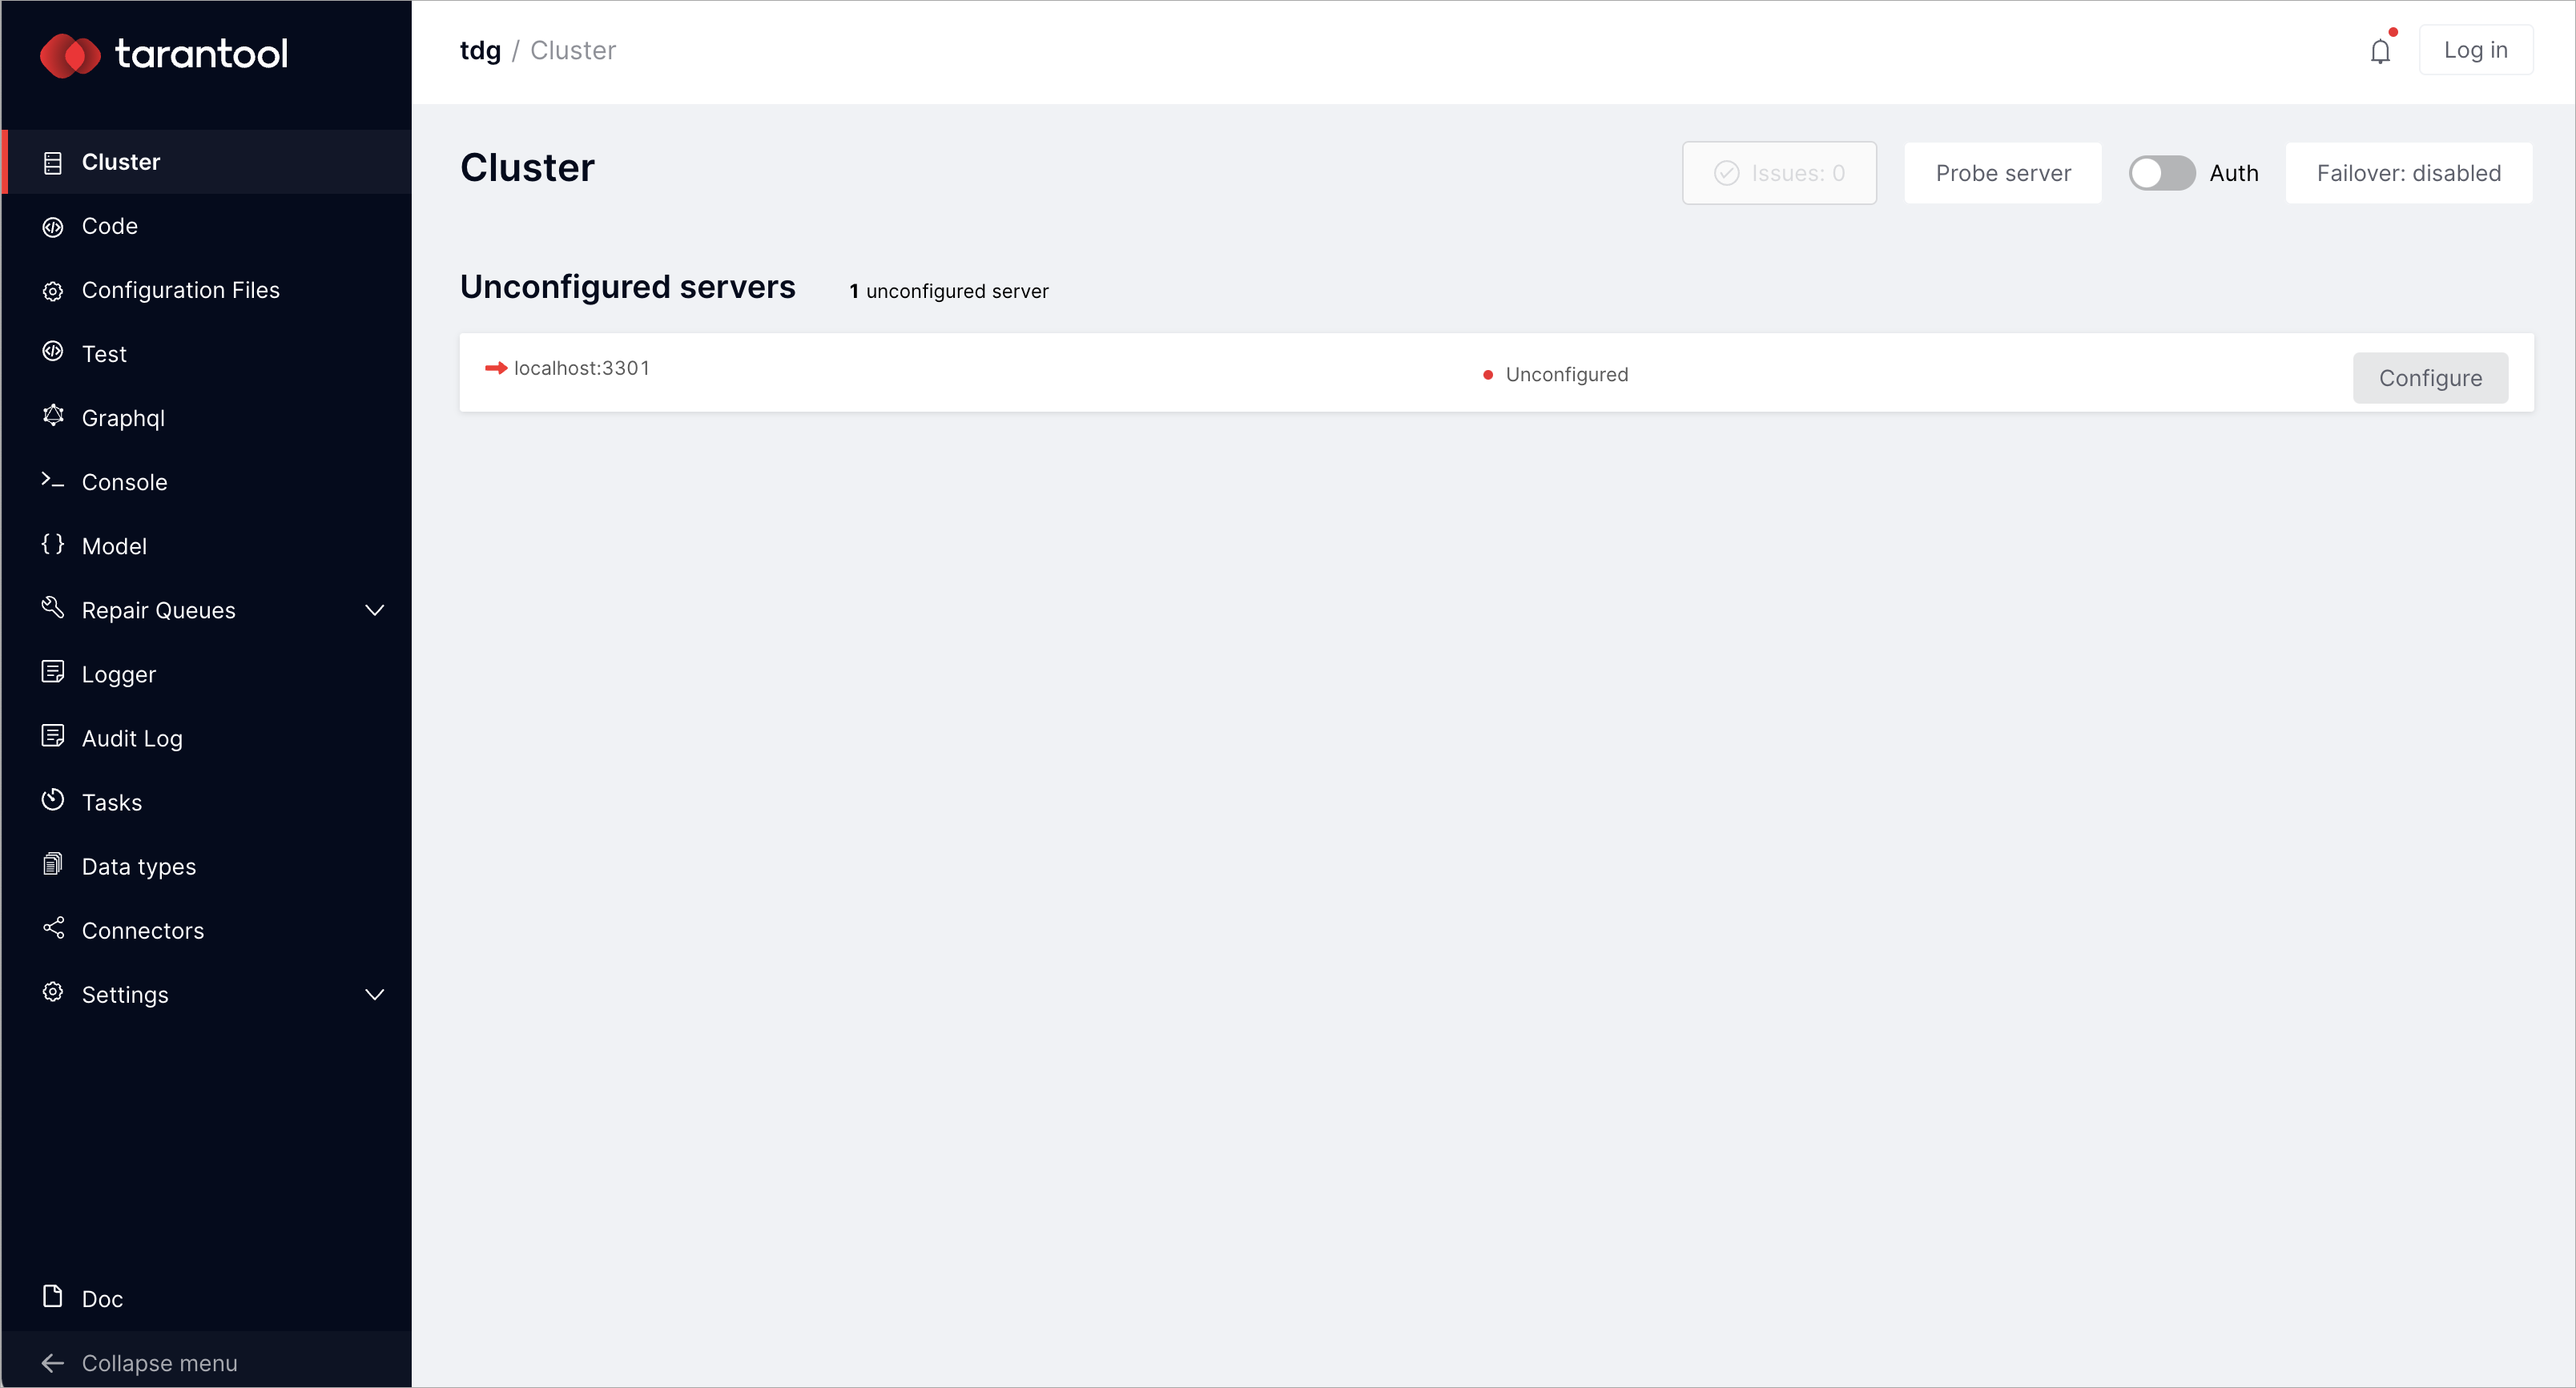 tarantool
Cluster
Code
Configuration Files
Test
Graphql
Console
Model
Repair Queues
Logger
Audit Log
Tasks
Data types
Connectors
Settings
Doc
Collapse menu
tdg / Cluster
Log in
Cluster
Issues: 0
Probe server
Auth
Failover: disabled
Unconfigured servers
1 unconfigured server
localhost:3301
Unconfigured
Configure